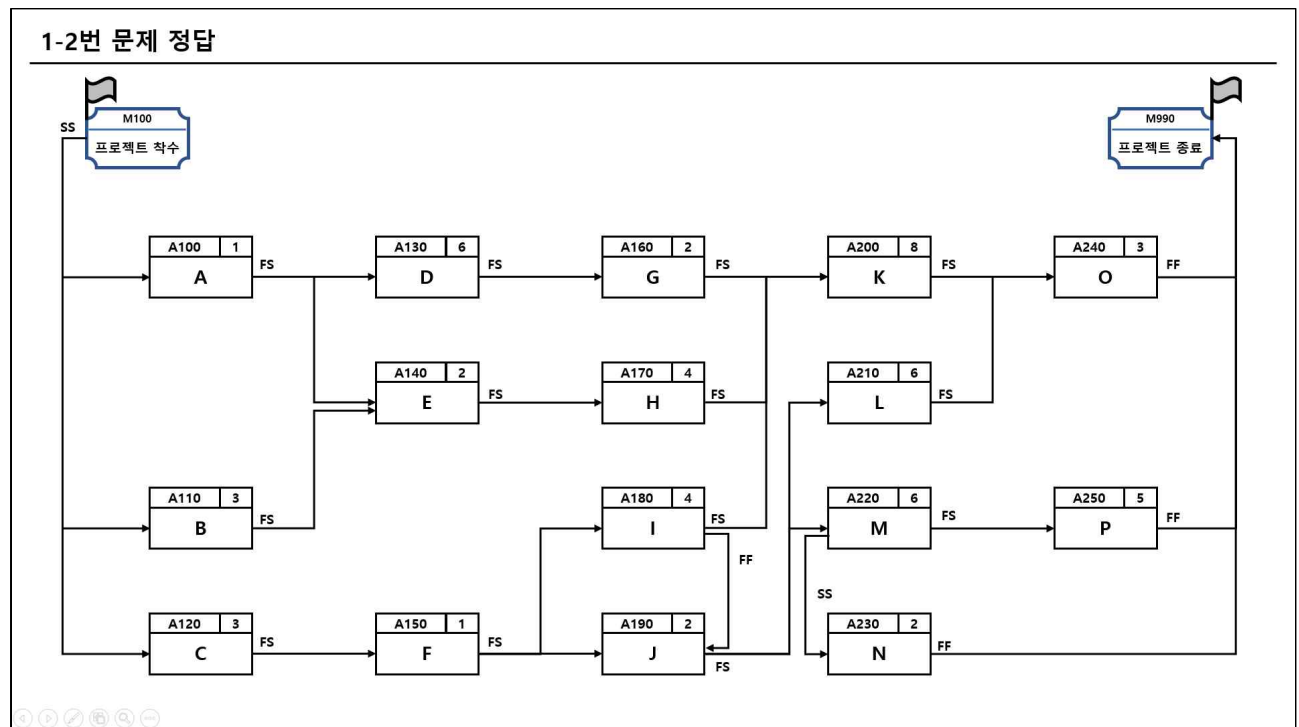 1-2번 문제 정답
M100
M990
SS
프로젝트 착수
프로젝트 종료
A100 1
A130 6
A160 2
A200 8
A240 3
FS
FS
FS
FS
FF
A
D
G
K
O
A140 2
A170 4
A210 6
FS
FS
FS
E
H
L
A110 3
A180 4
A220 6
A250 5
FS
FS
FS
FF
B
I
M
P
FF
SS
A120 3
A150 1
A190 2
A230 2
FS
FS
FS
FF
C
F
J
N